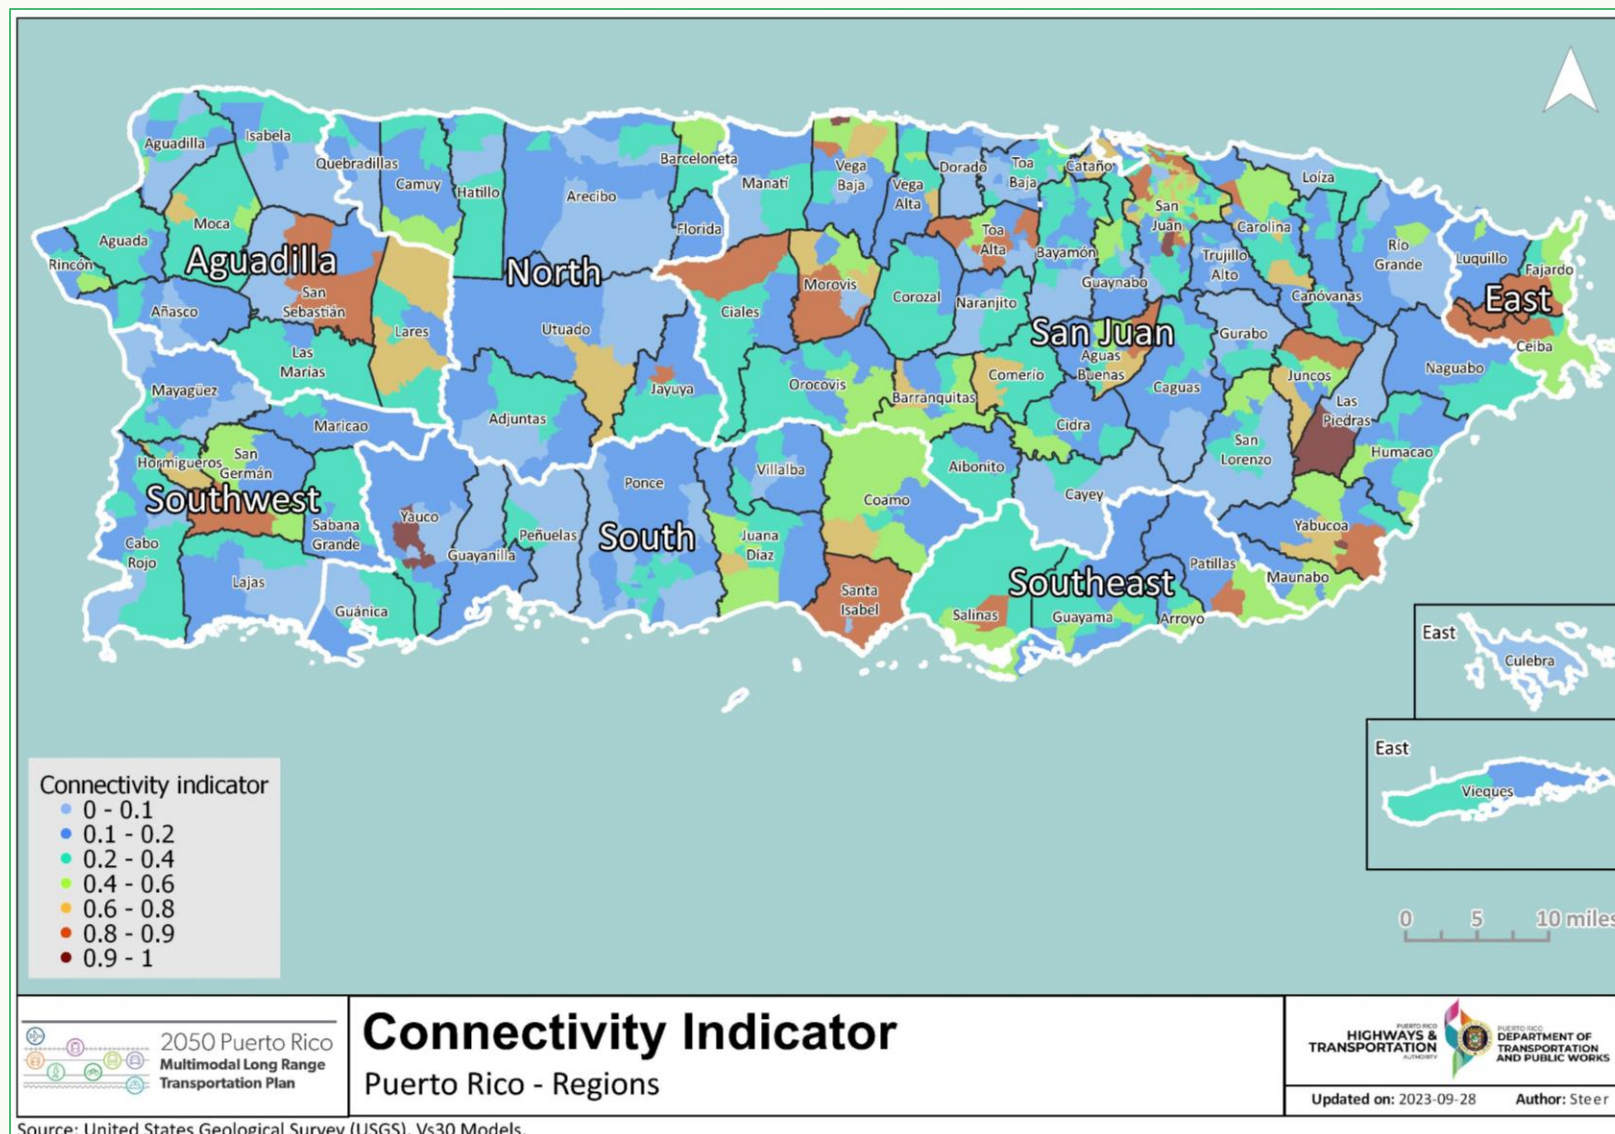 Aguadilla
Isabela
Quebradillas
Camuy
Hatillo
Arecibo
Barceloneta
Manatí
Vega
Baja
Vega
Alta
Dorado
Toa
Baja
Cataño
San
Juan
Loíza
Moca
Aguada
Rincón
Aguadilla
Florida
North
Toa
Alta
Bayamón
Carolina
Trujillo
Alto
Río
Grande
Luquillo
Fajardo
East
Ceiba
San
Sebastián
Añasco
Lares
Utuado
Ciales
Morovis
Corozal
Naranjito
Guaynabo
Canóvanas
San Juan
Gurabo
Las
Marías
Mayagüez
Adjuntas
Jayuya
Orocovis
Barranquitas
Comerío
Aguas
Buenas
Caguas
Juncos
Las
Piedras
Naguabo
Maricao
Cidra
San
Lorenzo
Humacao
Hormigueros
San
Germán
Southwest
Yauco
Ponce
Villalba
Coamo
Aibonito
Cayey
Cabo
Rojo
Sabana
Grande
Guayanilla
Peñuelas
South
Juana
Díaz
Yabucoa
Lajas
Guánica
Santa
Isabel
Salinas
Southeast
Guayama
Arroyo
Patillas
Maunabo
East
Culebra
East
Vieques
Connectivity indicator
0 - 0.1
0.1 - 0.2
0.2 - 0.4
0.4 - 0.6
0.6 - 0.8
0.8 - 0.9
0.9 - 1
0 5 10 miles
2050 Puerto Rico
Multimodal Long Range
Transportation Plan
Connectivity Indicator
Puerto Rico - Regions
PUERTO RICO
HIGHWAYS &
TRANSPORTATION
AUTHORITY
PUERTO RICO
DEPARTMENT OF
TRANSPORTATION
AND PUBLIC WORKS
Updated on: 2023-09-28 Author: Steer
Source: United States Geological Survey (USGS). Vs30 Models.